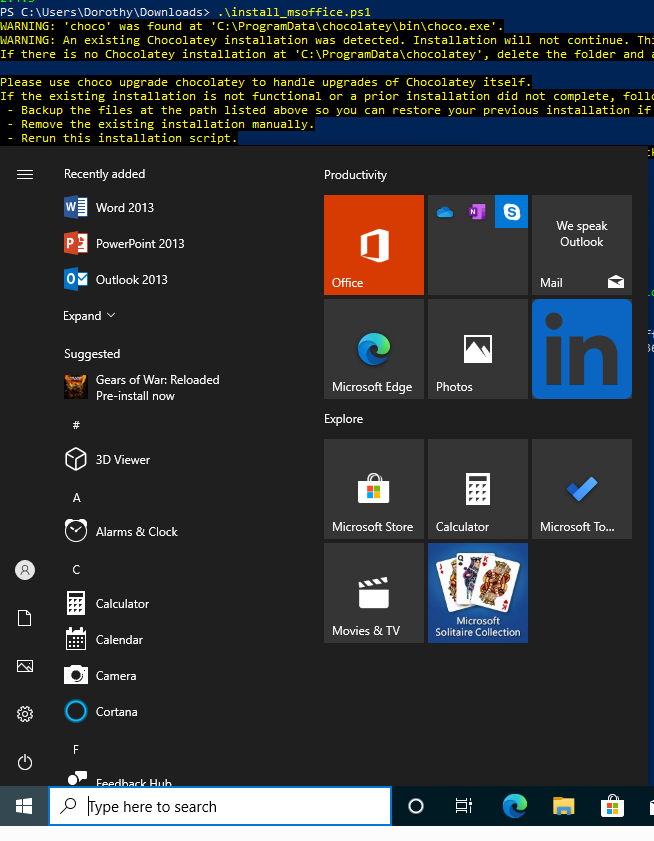 PS C:\Users\Dorothy\Downloads> .\install_msoffice.ps1
WARNING: 'choco' was found at 'C:\ProgramData\chocolatey\bin\choco.exe'.
WARNING: An existing Chocolatey installation was detected. Installation will not continue.
If there is no Chocolatey installation at 'C:\ProgramData\chocolatey', delete the folder and
Please use choco upgrade chocolatey to handle upgrades of Chocolatey itself.
If the existing installation is not functional or a prior installation did not complete,
- Backup the files at the path listed above so you can restore your previous installation if
- Remove the existing installation manually.
- Rerun this installation script.
Recently added
Word 2013
PowerPoint 2013
Outlook 2013
Expand
Suggested
Gears of War: Reloaded
Pre-install now
#
3D Viewer
A
Alarms & Clock
C
Calculator
Calendar
Camera
Cortana
F
Feedback Hub
Productivity
Office
We speak
Outlook
Mail
Microsoft Edge
Photos
in
Explore
Microsoft Store
Calculator
Microsoft To...
Movies & TV
Microsoft
Solitaire Collection
Type here to search